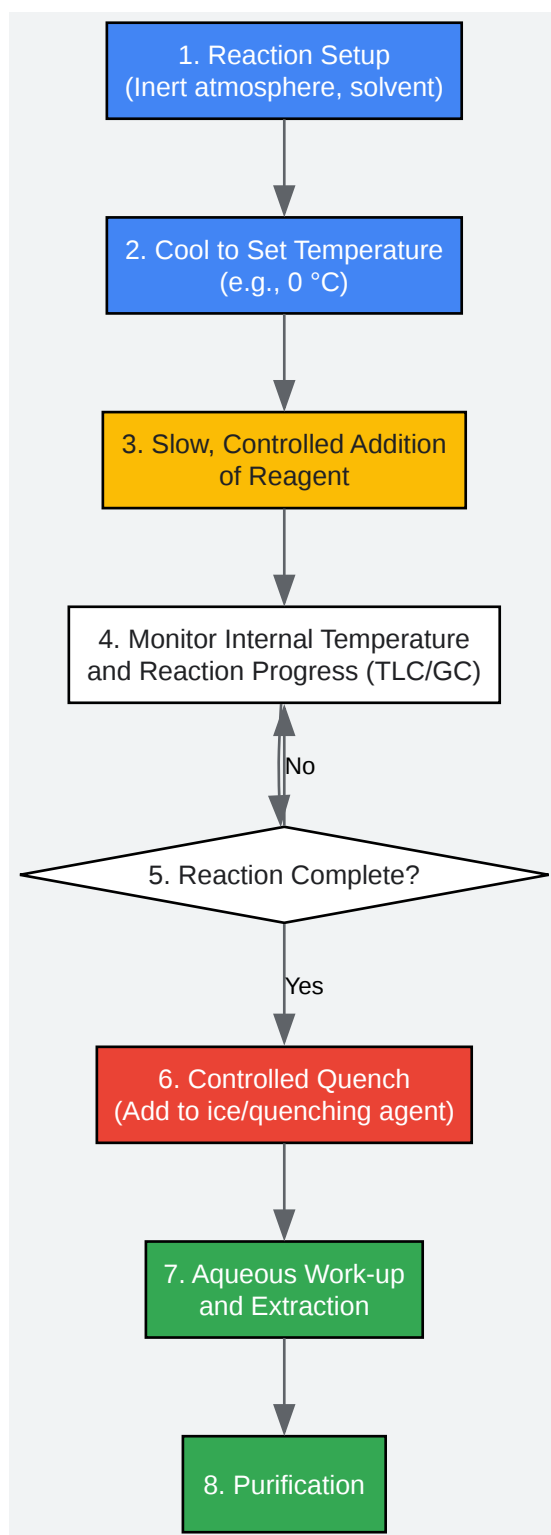 1. Reaction Setup
(Inert atmosphere, solvent)
2. Cool to Set Temperature
(e.g., 0 °C)
3. Slow, Controlled Addition
of Reagent
4. Monitor Internal Temperature
and Reaction Progress (TLC/GC)
No
5. Reaction Complete?
Yes
6. Controlled Quench
(Add to ice/quenching agent)
7. Aqueous Work-up
and Extraction
8. Purification